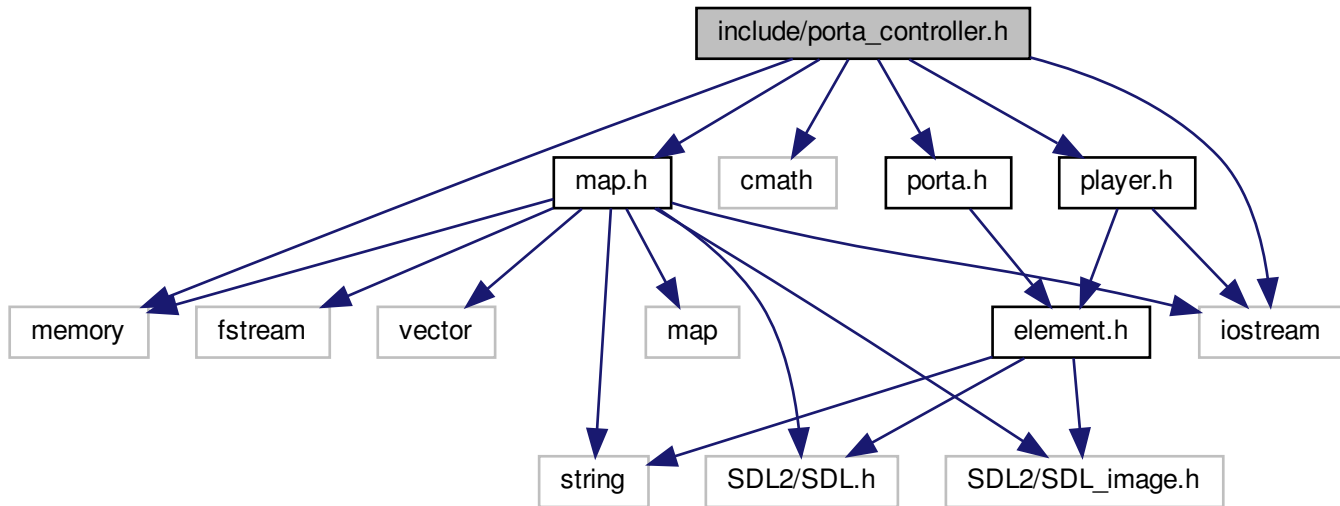 include/porta_controller.h
map.h
cmath
porta.h
player.h
memory
fstream
vector
map
element.h
iostream
string
SDL2/SDL.h
SDL2/SDL_image.h